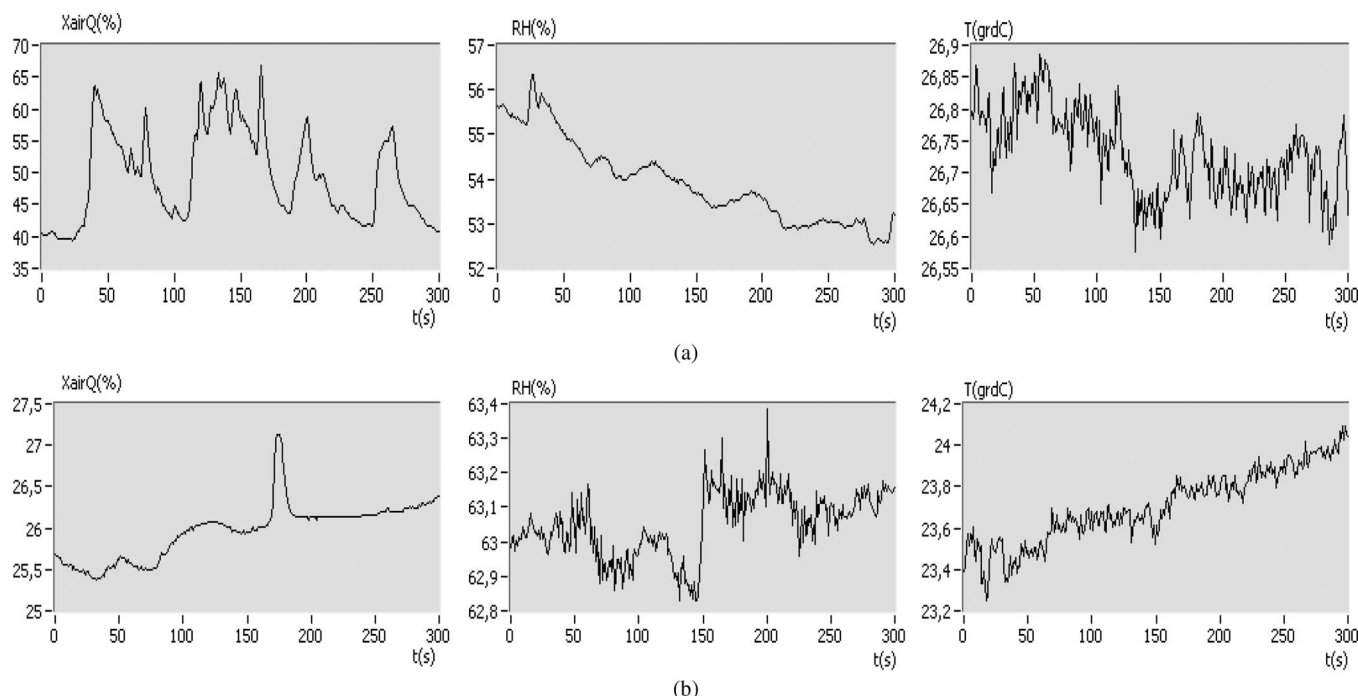 XairQ(%)
70
65
60
55
50
45
40
35
0 50 100 150 200 250 300
t(s)
RH(%)
57
56
55
54
53
52
0 50 100 150 200 250 300
t(s)
T(grdC)
26,9
26,85
26,8
26,75
26,7
26,65
26,6
26,55
0 50 100 150 200 250 300
t(s)
(a)
XairQ(%)
27,5
27
26,5
26
25,5
25
0 50 100 150 200 250 300
t(s)
RH(%)
63,4
63,3
63,2
63,1
63
62,9
62,8
0 50 100 150 200 250 300
t(s)
T(grdC)
24,2
24
23,8
23,6
23,4
23,2
0 50 100 150 200 250 300
t(s)
(b)